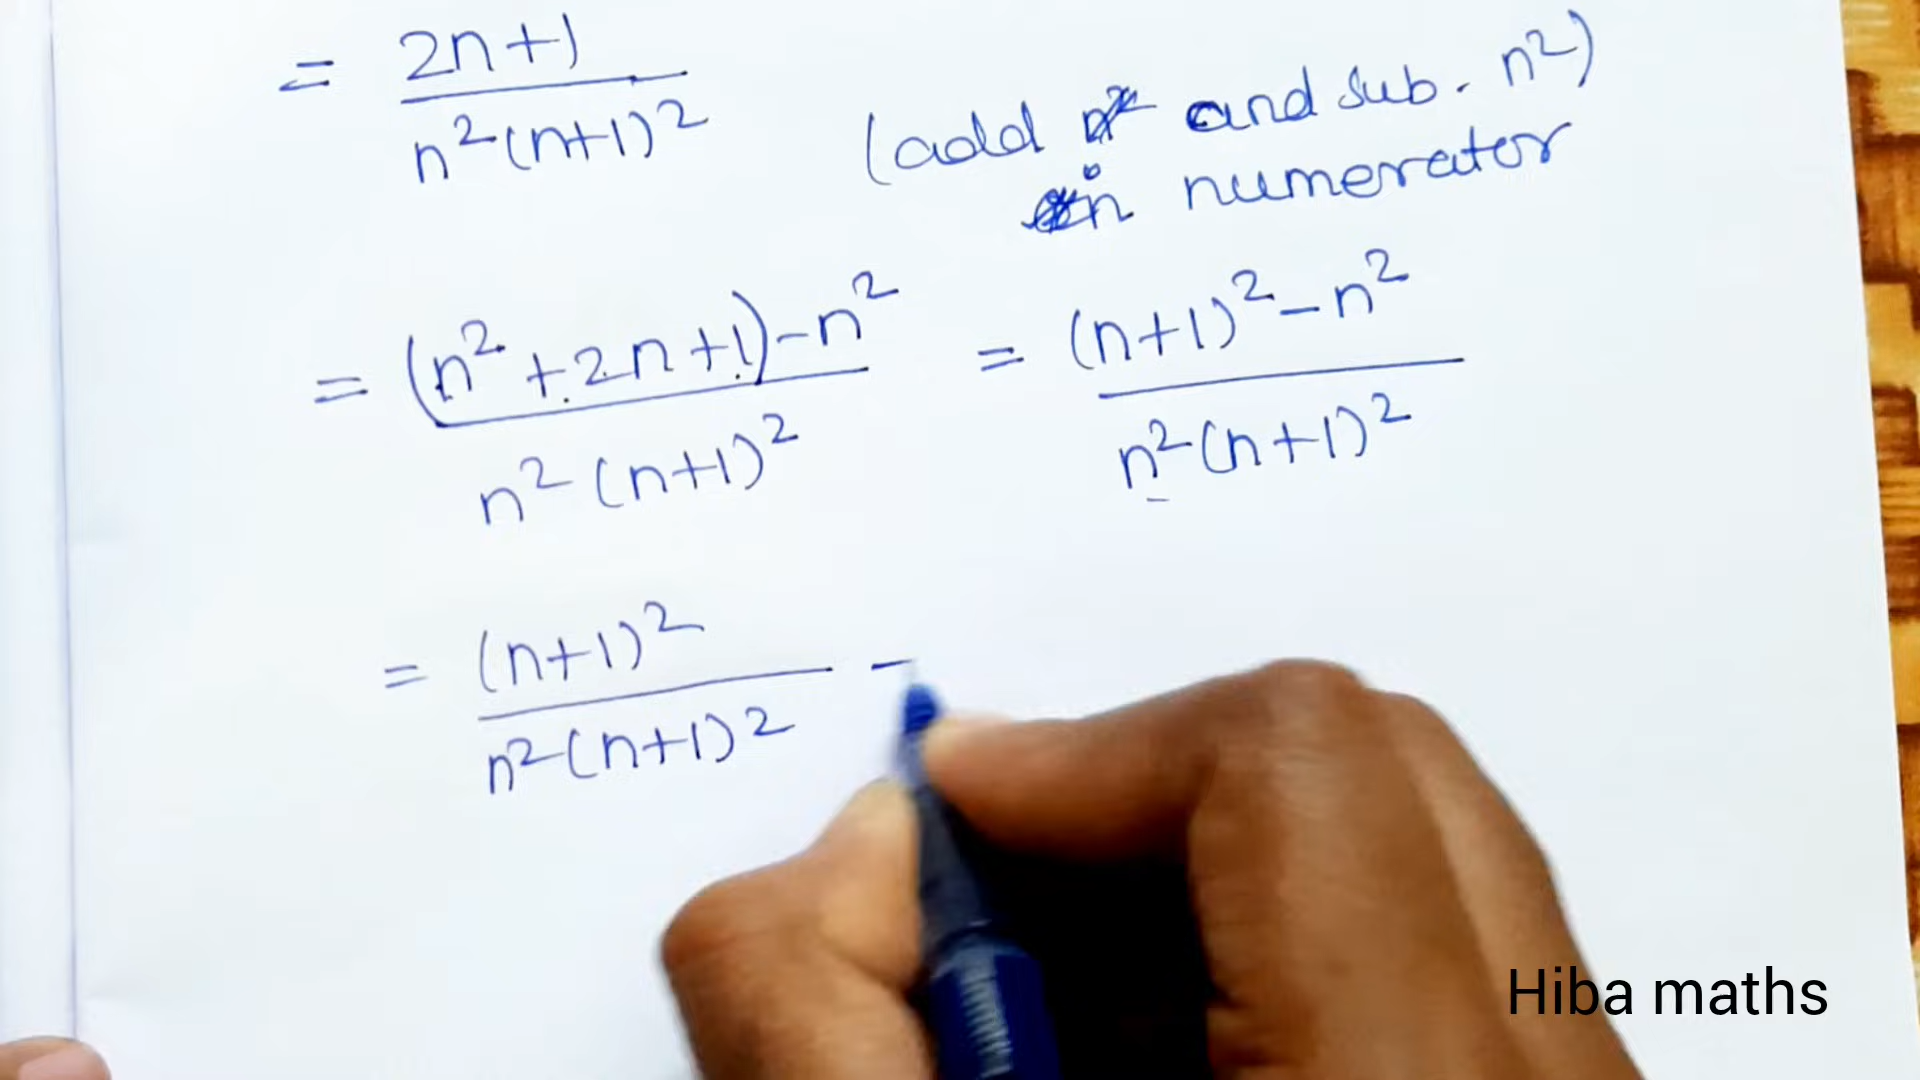 = 2n+1 / n²(n+1)²
(add n² and sub. n²)
in numerator
= (n²+2n+1)-n² / n²(n+1)² = (n+1)²-n² / n²(n+1)²
= (n+1)² / n²(n+1)² -
Hiba maths